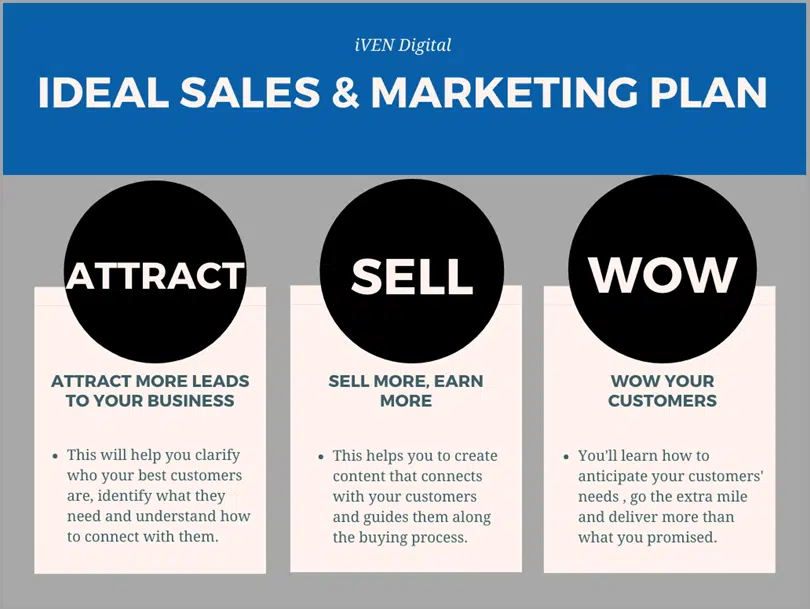 iVEN Digital
IDEAL SALES & MARKETING PLAN
ATTRACT
ATTRACT MORE LEADS
TO YOUR BUSINESS
• This will help you clarify
who your best customers
are, identify what they
need and understand how
to connect with them.
SELL
SELL MORE, EARN
MORE
• This helps you to create
content that connects
with your customers
and guides them along
the buying process.
WOW
WOW YOUR
CUSTOMERS
• You'll learn how to
anticipate your customers'
needs , go the extra mile
and deliver more than
what you promised.